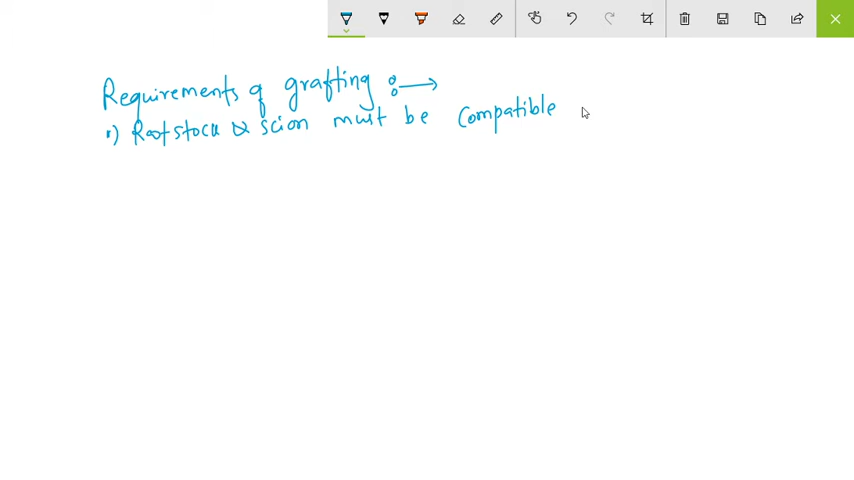 Requirements of grafting :→
1) Rootstock & scion must be compatible